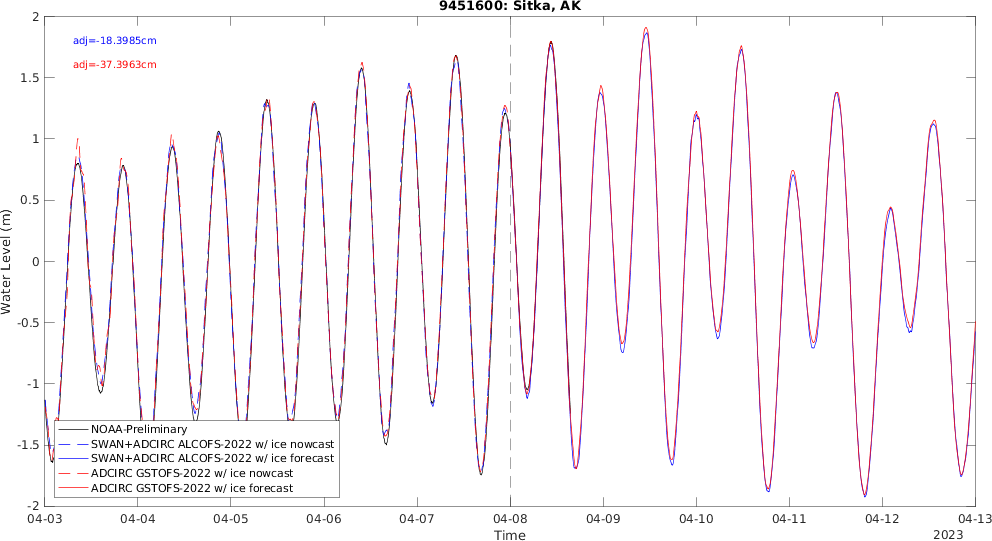 9451600: Sitka, AK
adj=-18.3985cm
adj=-37.3963cm
2
1.5
1
0.5
0
-0.5
-1
-1.5
-2
Water Level (m)
NOAA-Preliminary
SWAN+ADCIRC ALCOFS-2022 w/ ice nowcast
SWAN+ADCIRC ALCOFS-2022 w/ ice forecast
ADCIRC GSTOFS-2022 w/ ice nowcast
ADCIRC GSTOFS-2022 w/ ice forecast
04-03 04-04 04-05 04-06 04-07 04-08 04-09 04-10 04-11 04-12 04-13
Time
2023